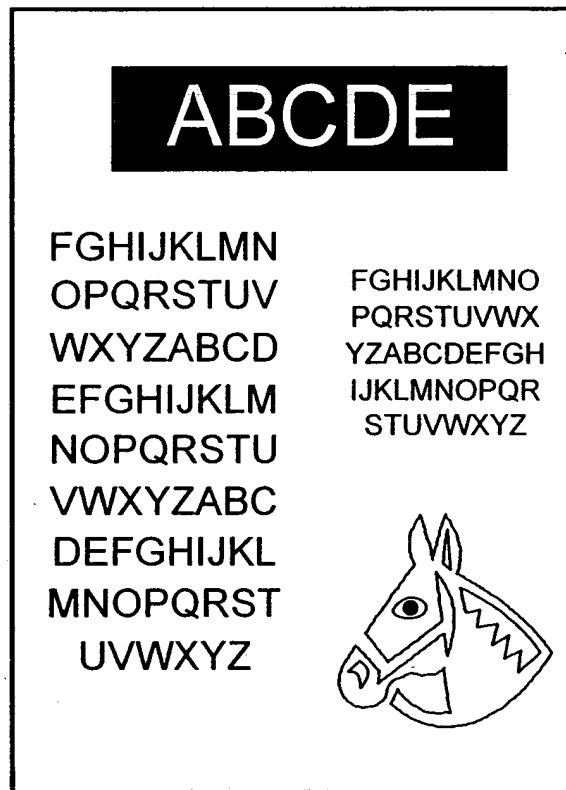 ABCDE
FGHIJKLMN
OPQRSTUV
WXYZABCD
EFGHIJKLM
NOPQRSTU
VWXYZABC
DEFGHIJKL
MNOPQRST
UVWXYZ
FGHIJKLMNO
PQRSTUVWX
YZABCDEFGH
IJKLMNOPQR
STUVWXYZ